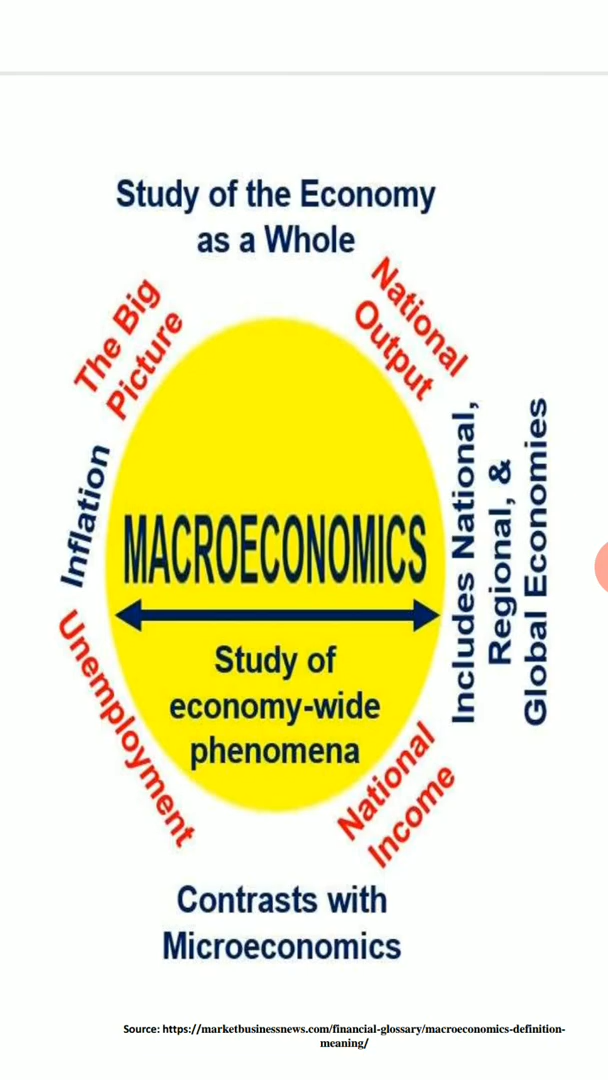 Study of the Economy
as a Whole
The Big
Picture
National
Output
Inflation
MACROECONOMICS
Includes National,
Regional, &
Global Economies
Study of
economy-wide
phenomena
Unemployment
National
Income
Contrasts with
Microeconomics
Source: https://marketbusinessnews.com/financial-glossary/macroeconomics-definition-
meaning/